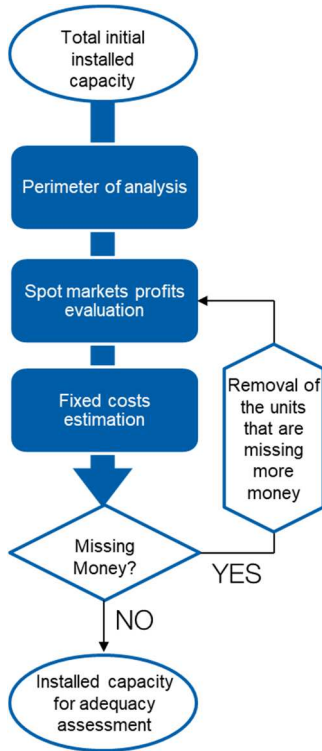 Total initial
installed
capacity
Perimeter of analysis
Spot markets profits
evaluation
Fixed costs
estimation
Removal of
the units
that are
missing
more
money
Missing
Money?
YES
NO
Installed capacity
for adequacy
assessment